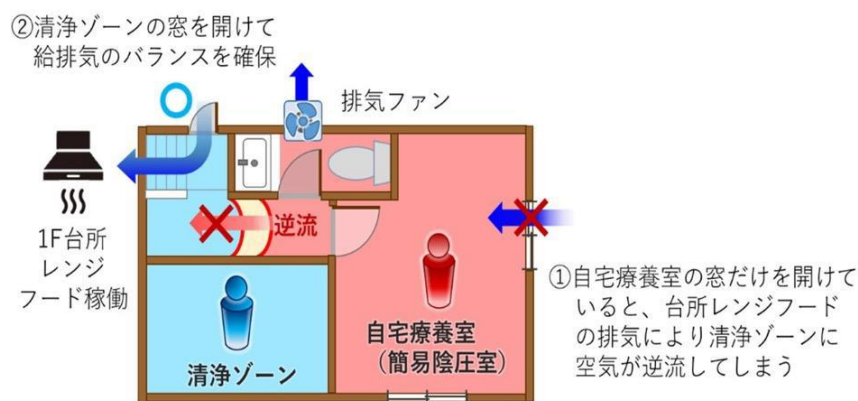 ②清浄ゾーンの窓を開けて
給排気のバランスを確保
排気ファン
1F台所
レンジ
フード稼働
逆流
自宅療養室
（簡易陰圧室）
清浄ゾーン
①自宅療養室の窓だけを開けて
いると、台所レンジフード
の排気により清浄ゾーンに
空気が逆流してしまう